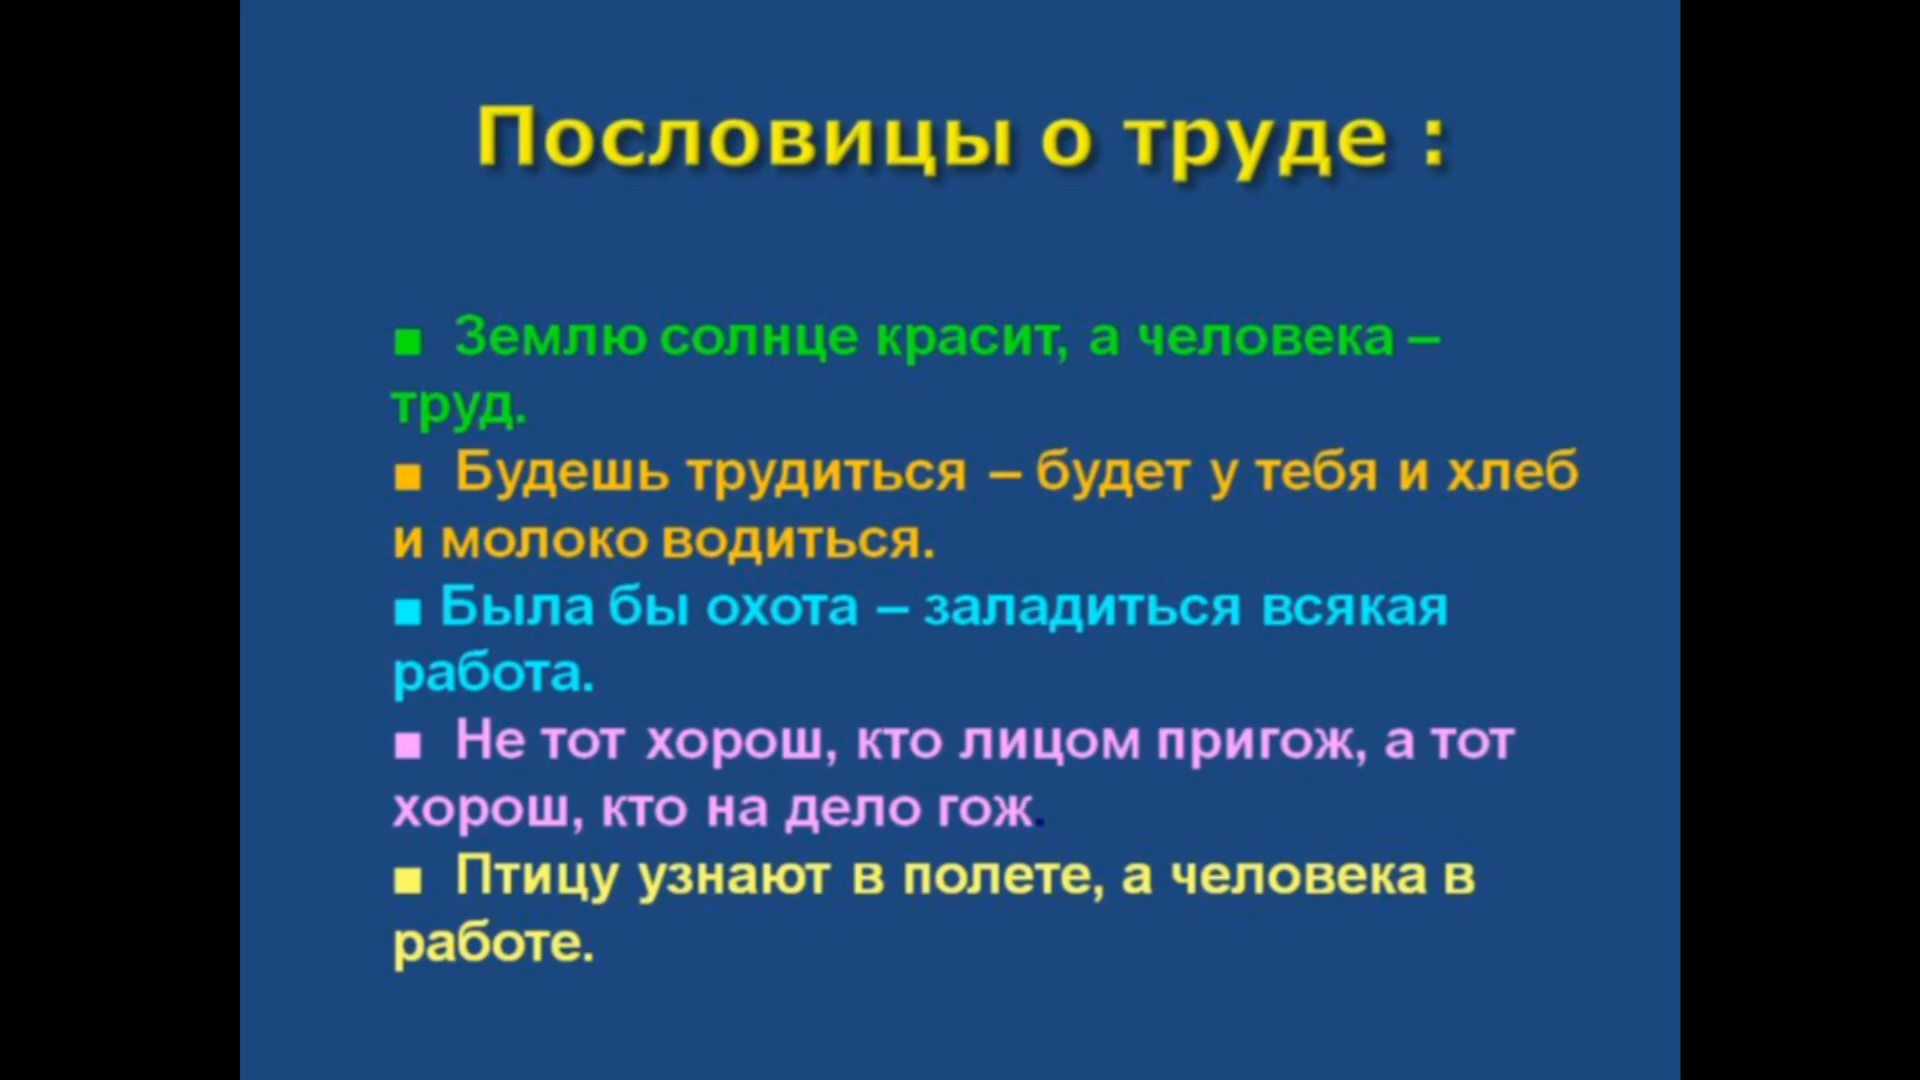 Пословицы о труде :
▪ Землю солнце красит, а человека –
труд.
▪ Будешь трудиться – будет у тебя и хлеб
и молоко водиться.
▪ Была бы охота – заладиться всякая
работа.
▪ Не тот хорош, кто лицом пригож, а тот
хорош, кто на дело гож.
▪ Птицу узнают в полете, а человека в
работе.